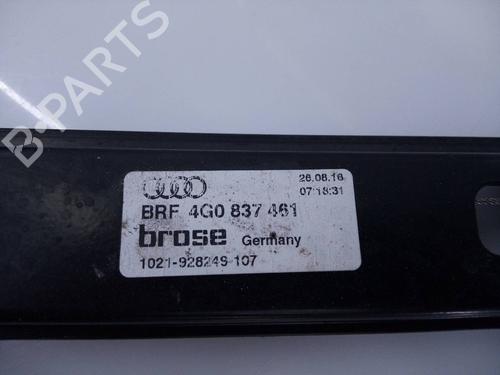 26.08.16
07:18:31
BRF 4G0 837 461
brose Germany
1021-928249-107
B-PARTS